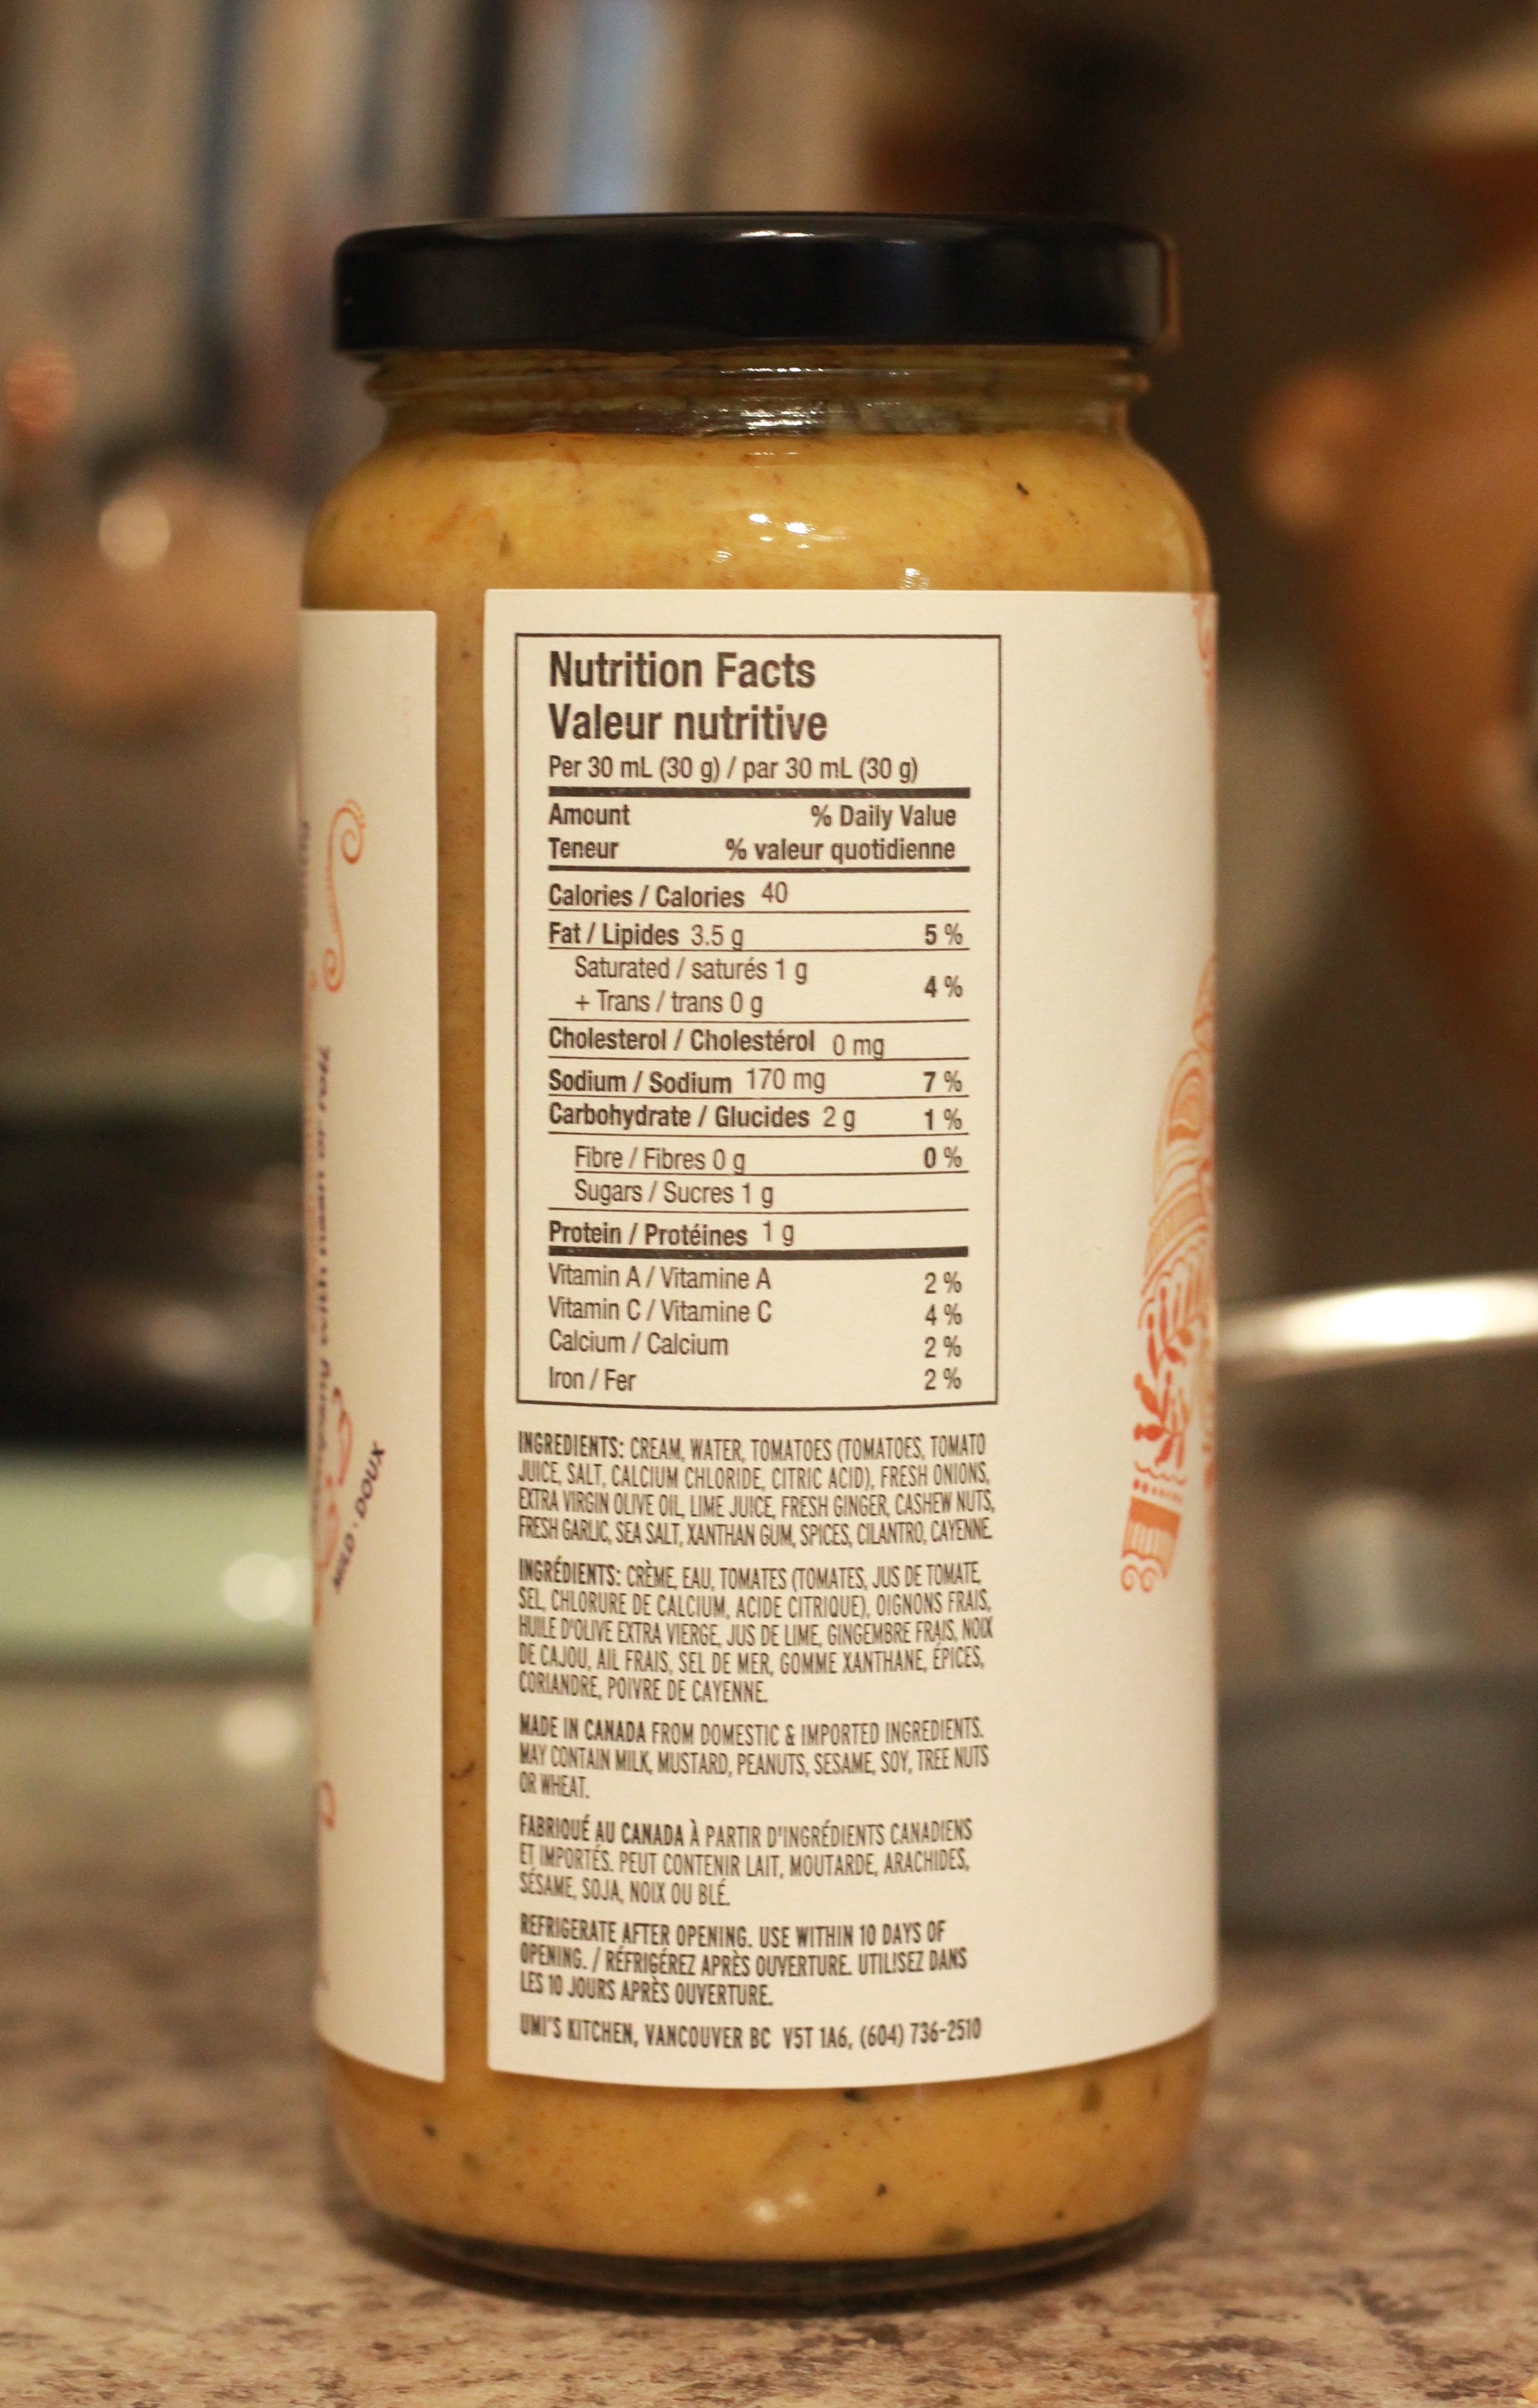 Nutrition Facts
Valeur nutritive
Per 30 mL (30 g) / par 30 mL (30 g)
Amount % Daily Value
Teneur % valeur quotidienne
Calories / Calories 40
Fat / Lipides 3.5 g 5 %
Saturated / saturés 1 g
+ Trans / trans 0 g 4 %
Cholesterol / Cholestérol 0 mg
Sodium / Sodium 170 mg 7 %
Carbohydrate / Glucides 2 g 1 %
Fibre / Fibres 0 g 0 %
Sugars / Sucres 1 g
Protein / Protéines 1 g
Vitamin A / Vitamine A 2 %
Vitamin C / Vitamine C 4 %
Calcium / Calcium 2 %
Iron / Fer 2 %
INGREDIENTS: CREAM, WATER, TOMATOES (TOMATOES, TOMATO
JUICE, SALT, CALCIUM CHLORIDE, CITRIC ACID), FRESH ONIONS,
EXTRA VIRGIN OLIVE OIL, LIME JUICE, FRESH GINGER, CASHEW NUTS,
FRESH GARLIC, SEA SALT, XANTHAN GUM, SPICES, CILANTRO, CAYENNE.
INGRÉDIENTS: CRÈME, EAU, TOMATES (TOMATES, JUS DE TOMATE,
SEL, CHLORURE DE CALCIUM, ACIDE CITRIQUE), OIGNONS FRAIS,
HUILE D'OLIVE EXTRA VIERGE, JUS DE LIME, GINGEMBRE FRAIS, NOIX
DE CAJOU, AIL FRAIS, SEL DE MER, GOMME XANTHANE, ÉPICES,
CORIANDRE, POIVRE DE CAYENNE.
MADE IN CANADA FROM DOMESTIC & IMPORTED INGREDIENTS.
MAY CONTAIN MILK, MUSTARD, PEANUTS, SESAME, SOY, TREE NUTS
OR WHEAT.
FABRIQUÉ AU CANADA À PARTIR D'INGRÉDIENTS CANADIENS
ET IMPORTÉS. PEUT CONTENIR LAIT, MOUTARDE, ARACHIDES,
SÉSAME, SOJA, NOIX OU BLÉ.
REFRIGERATE AFTER OPENING. USE WITHIN 10 DAYS OF
OPENING. / RÉFRIGÉREZ APRÈS OUVERTURE. UTILISEZ DANS
LES 10 JOURS APRÈS OUVERTURE.
UMI'S KITCHEN, VANCOUVER BC V5T 1A6, (604) 736-2510
DOUX